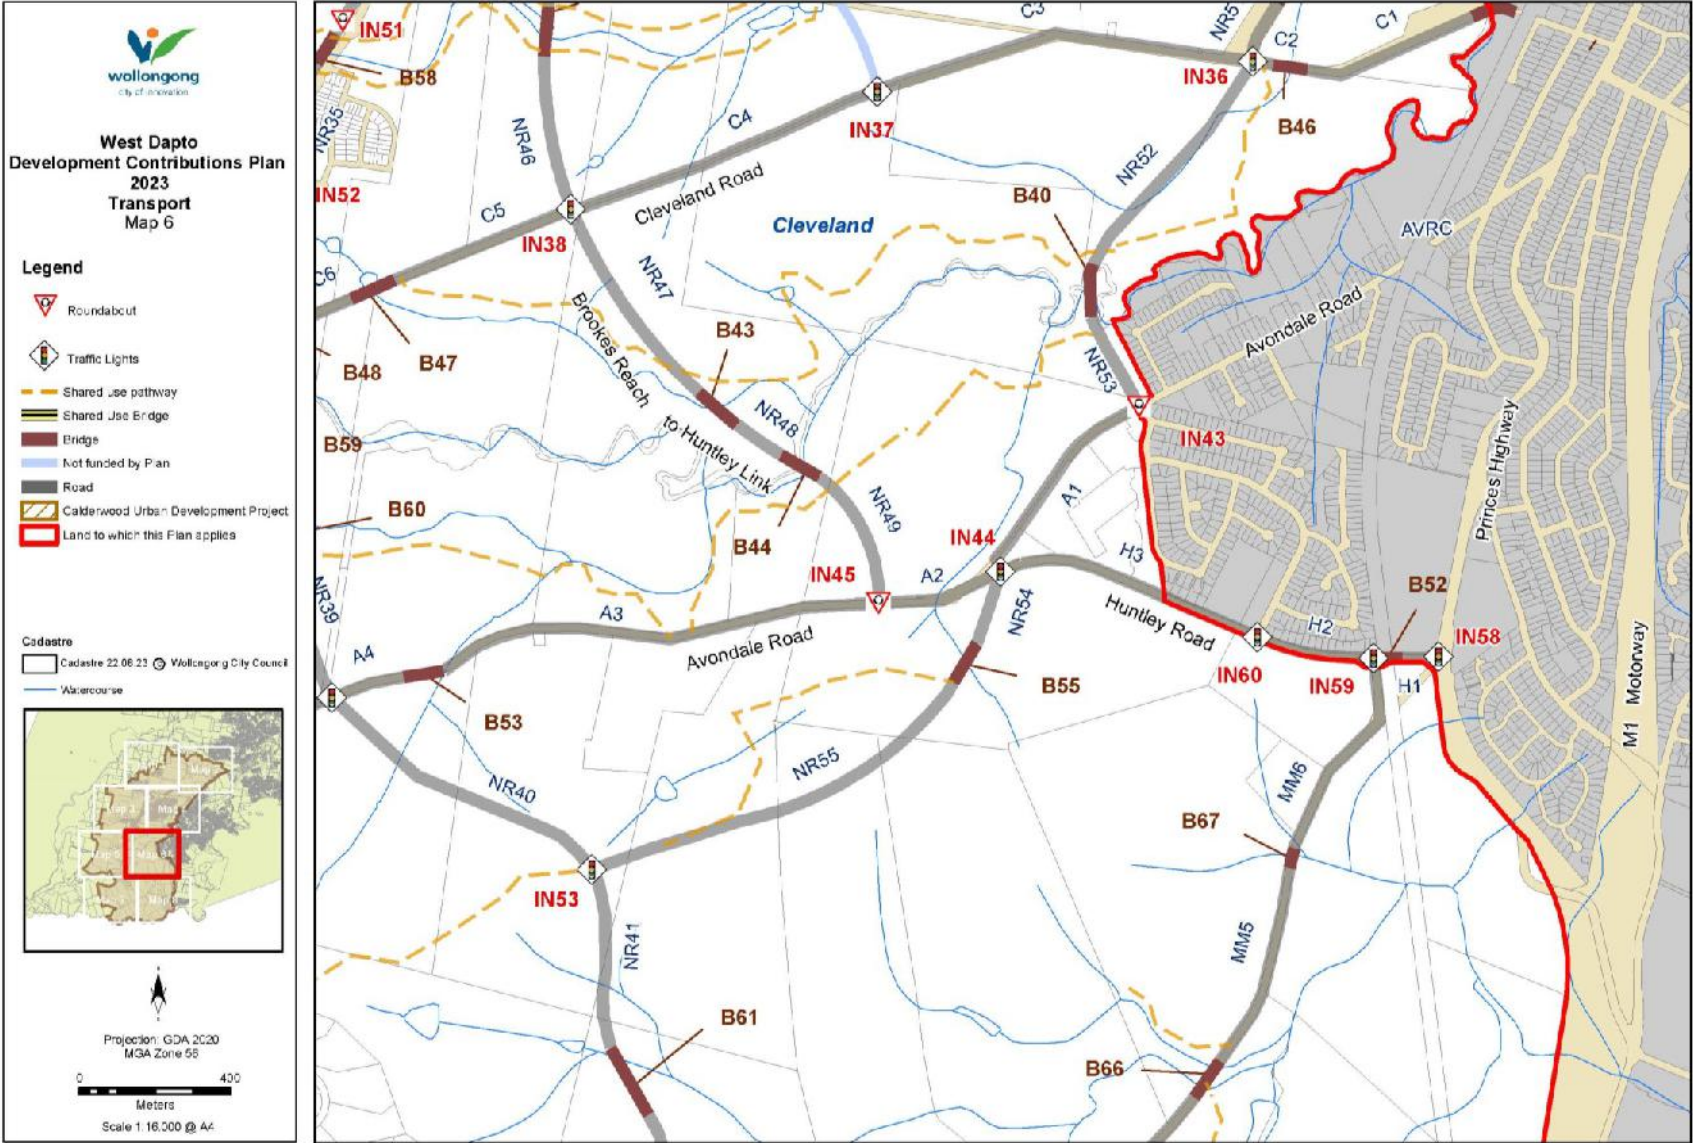 wollongong
city of innovation
West Dapto
Development Contributions Plan
2023
Transport
Map 6
Legend
Roundabout
Traffic Lights
Shared use pathway
Shared Use Bridge
Bridge
Not funded by Plan
Road
Calderwood Urban Development Project
Land to which this Plan applies
Cadastre
Cadastre 22.08.23 © Wollongong City Council
Watercourse
Projection: GDA 2020
MGA Zone 56
0 400
Meters
Scale 1:16,000 @ A4
IN51
B58
NR35
IN52
C6
B48
B47
B59
B60
NR39
C5
NR46
IN38
C4
Cleveland Road
IN37
C3
NR5
C2
C1
IN36
B46
NR52
B40
Cleveland
NR47
Brookes Reach
to Huntley Link
B43
NR48
B44
NR49
NR53
AVRC
Avondale Road
IN43
Princes Highway
A1
IN44
IN45
A2
H3
NR54
Huntley Road
H2
B52
IN58
IN60
IN59
H1
M1 Motorway
A3
A4
Avondale Road
B53
B55
NR40
NR55
MM6
B67
IN53
NR41
MM5
B61
B66